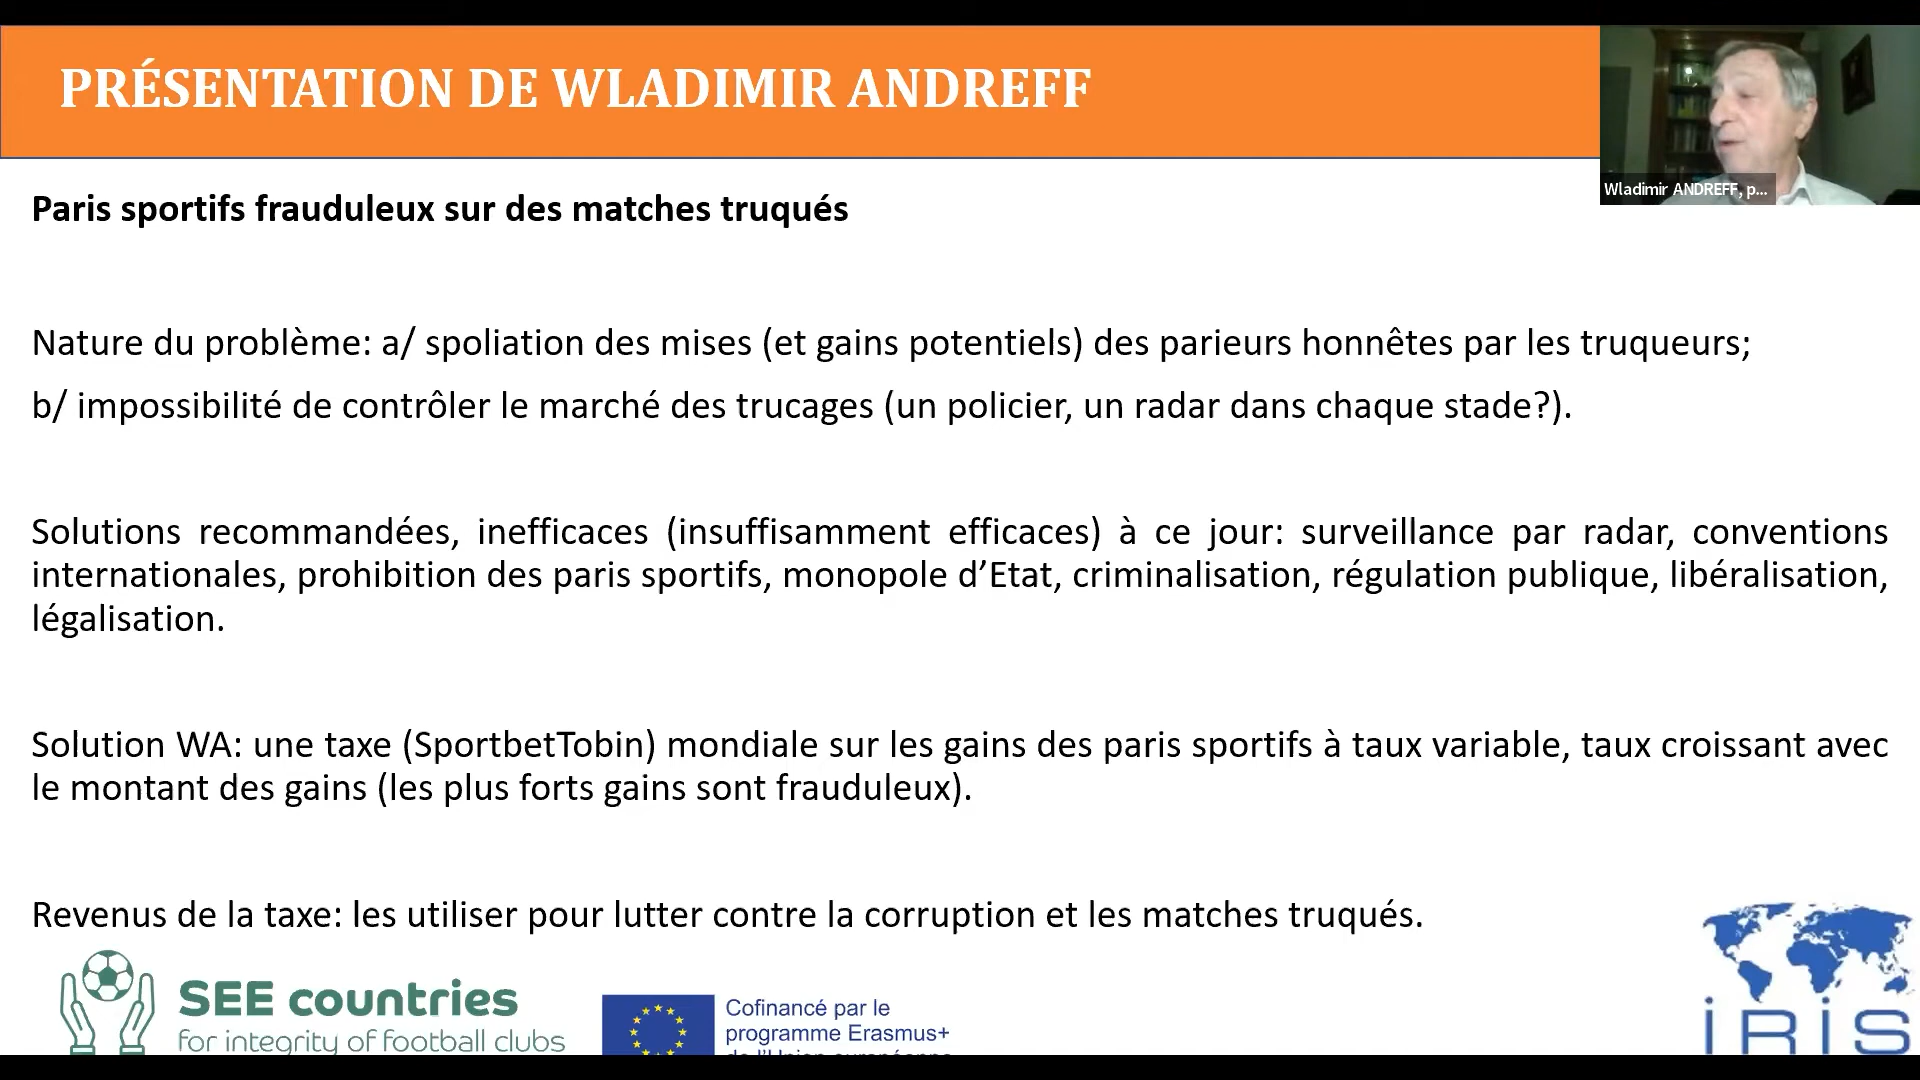 PRÉSENTATION DE WLADIMIR ANDREFF
Wladimir ANDREFF, p...
Paris sportifs frauduleux sur des matches truqués
Nature du problème: a/ spoliation des mises (et gains potentiels) des parieurs honnêtes par les truqueurs;
b/ impossibilité de contrôler le marché des trucages (un policier, un radar dans chaque stade?).
Solutions recommandées, inefficaces (insuffisamment efficaces) à ce jour: surveillance par radar, conventions
internationales, prohibition des paris sportifs, monopole d’Etat, criminalisation, régulation publique, libéralisation,
légalisation.
Solution WA: une taxe (SportbetTobin) mondiale sur les gains des paris sportifs à taux variable, taux croissant avec
le montant des gains (les plus forts gains sont frauduleux).
Revenus de la taxe: les utiliser pour lutter contre la corruption et les matches truqués.
SEE countries
for integrity of football clubs
Cofinancé par le
programme Erasmus+
de l'Union européenne
iRiS